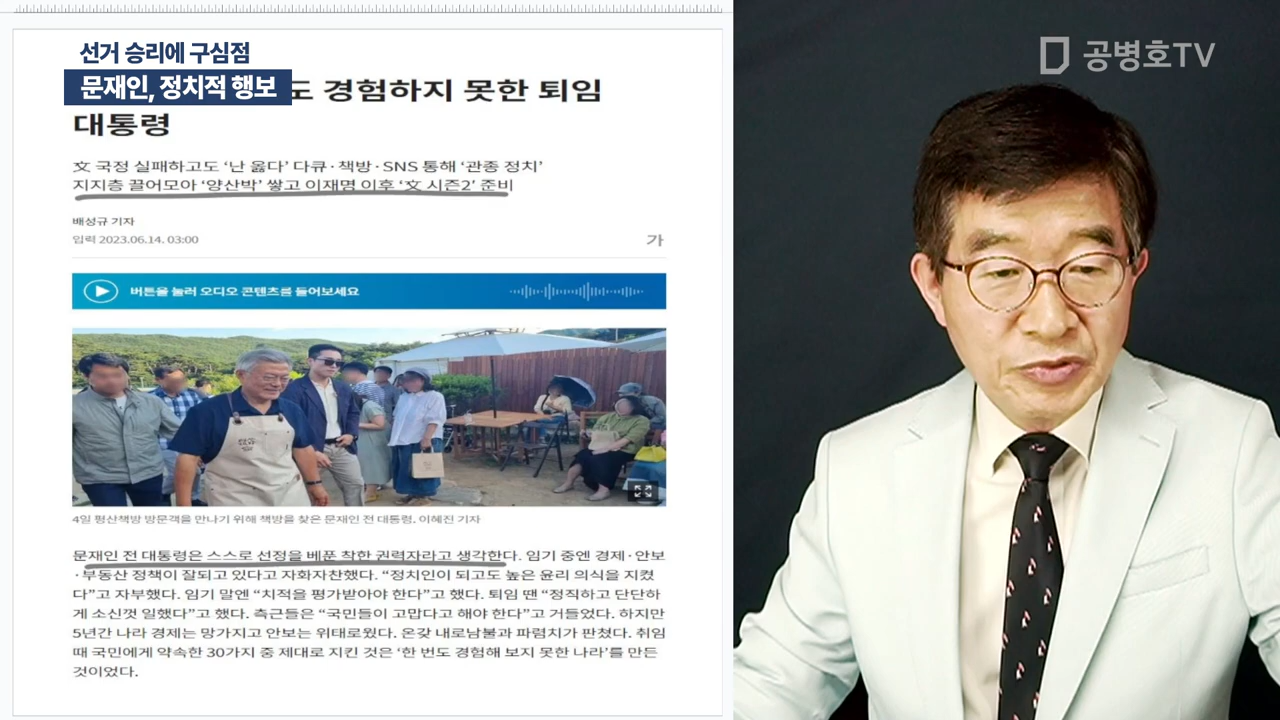 선거 승리에 구심점
문재인, 정치적 행보
도 경험하지 못한 퇴임
대통령
文 국정 실패하고도 ‘난 옳다’ 다큐·책방·SNS 통해 ‘관종 정치’
지지층 끌어모아 ‘양산박’ 쌓고 이재명 이후 ‘文 시즌2’ 준비
배성규 기자
입력 2023.06.14. 03:00
가
버튼을 눌러 오디오 콘텐츠를 들어보세요
4일 평산책방 방문객을 만나기 위해 책방을 찾은 문재인 전 대통령. 이혜진 기자
문재인 전 대통령은 스스로 선정을 베푼 착한 권력자라고 생각한다. 임기 중엔 경제·안보
·부동산 정책이 잘되고 있다고 자화자찬했다. “정치인이 되고도 높은 윤리 의식을 지켰
다”고 자부했다. 임기 말엔 “치적을 평가받아야 한다”고 했다. 퇴임 땐 “정직하고 단단하
게 소신껏 일했다”고 했다. 측근들은 “국민들이 고맙다고 해야 한다”고 거들었다. 하지만
5년간 나라 경제는 망가지고 안보는 위태로웠다. 온갖 내로남불과 파렴치가 판쳤다. 취임
때 국민에게 약속한 30가지 중 제대로 지킨 것은 ‘한 번도 경험해 보지 못한 나라’를 만든
것이었다.
공병호TV